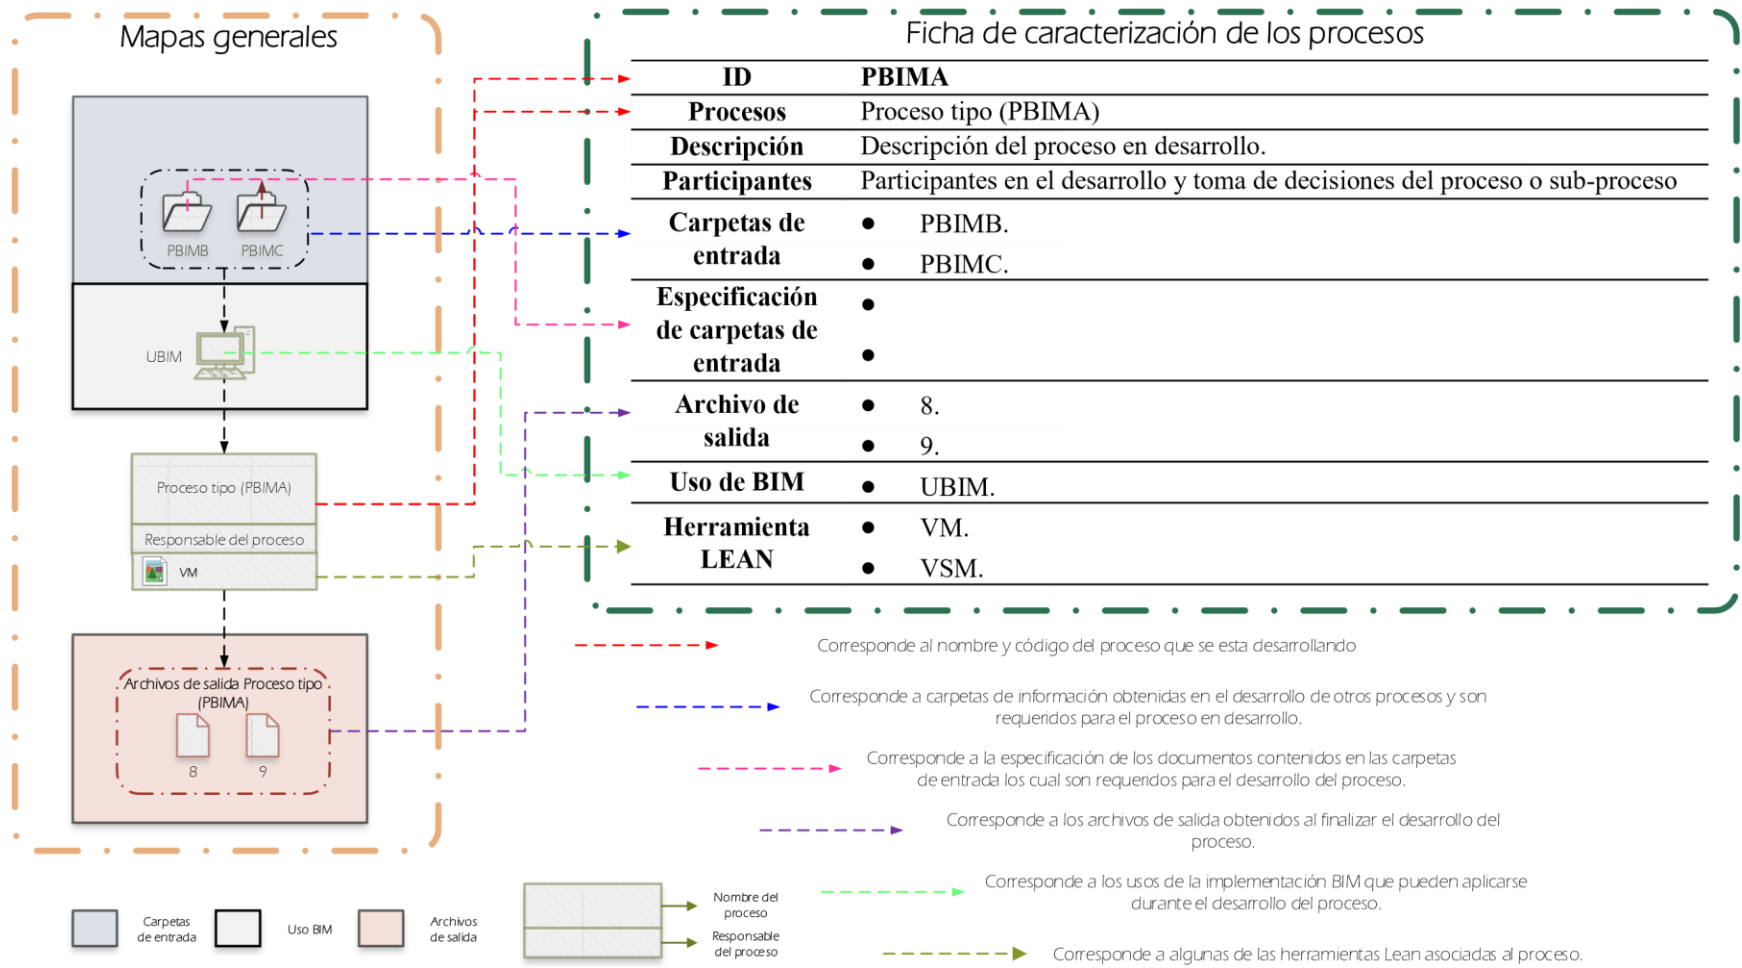 Mapas generales
PBIMB
PBIMC
UBIM
Proceso tipo (PBIMA)
Responsable del proceso
VM
Archivos de salida Proceso tipo
(PBIMA)
8
9
Ficha de caracterización de los procesos
ID PBIMA
Procesos Proceso tipo (PBIMA)
Descripción Descripción del proceso en desarrollo.
Participantes Participantes en el desarrollo y toma de decisiones del proceso o sub-proceso
Carpetas de
entrada
● PBIMB.
● PBIMC.
Especificación
de carpetas de
entrada
●
●
Archivo de
salida
● 8.
● 9.
Uso de BIM ● UBIM.
Herramienta
LEAN
● VM.
● VSM.
Corresponde al nombre y código del proceso que se esta desarrollando
Corresponde a carpetas de información obtenidas en el desarrollo de otros procesos y son
requeridos para el proceso en desarrollo.
Corresponde a la especificación de los documentos contenidos en las carpetas
de entrada los cual son requeridos para el desarrollo del proceso.
Corresponde a los archivos de salida obtenidos al finalizar el desarrollo del
proceso.
Corresponde a los usos de la implementación BIM que pueden aplicarse
durante el desarrollo del proceso.
Corresponde a algunas de las herramientas Lean asociadas al proceso.
Carpetas
de entrada
Uso BIM
Archivos
de salida
Nombre del
proceso
Responsable
del proceso